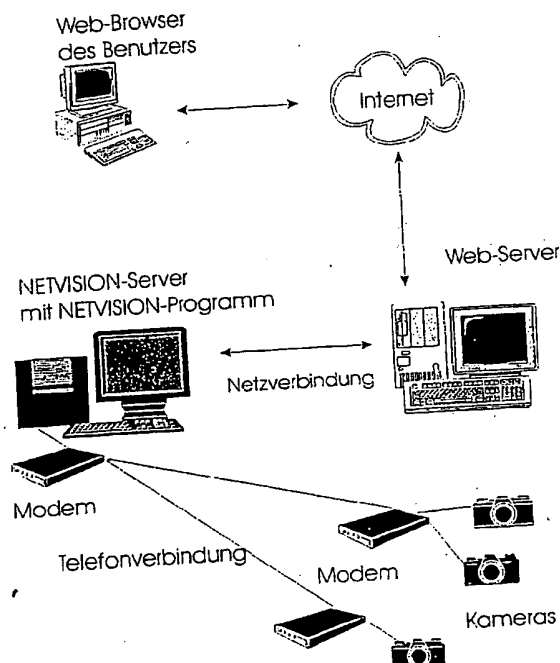 Web-Browser
des Benutzers
Internet
Web-Server
NETVISION-Server
mit NETVISION-Programm
Netzverbindung
Modem
Telefonverbindung
Modem
Kameras